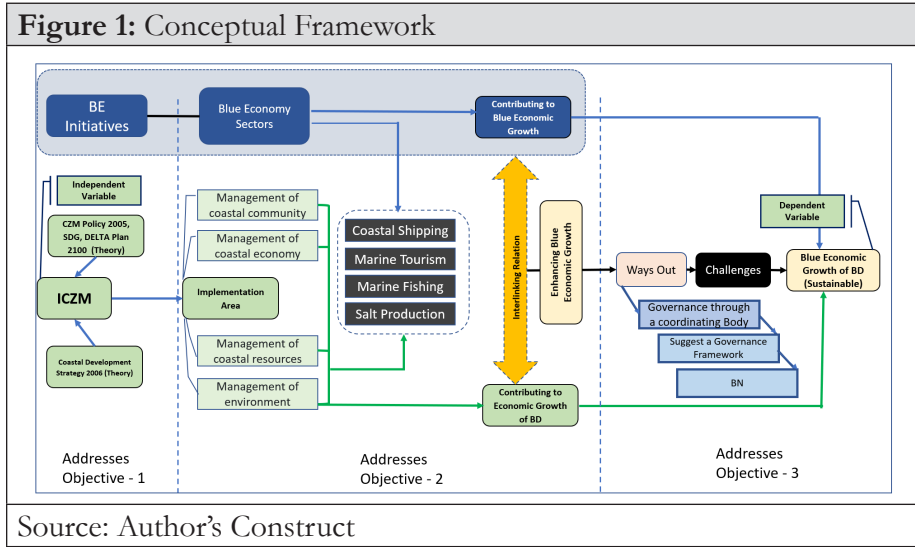 Figure 1: Conceptual Framework
BE
Initiatives
Blue Economy
Sectors
Contributing to
Blue Economic
Growth
Independent
Variable
CZM Policy 2005,
SDG, DELTA Plan
2100 (Theory)
ICZM
Coastal Development
Strategy 2006 (Theory)
Implementation
Area
Management of
coastal community
Management of
coastal economy
Management of
coastal resources
Management of
environment
Coastal Shipping
Marine Tourism
Marine Fishing
Salt Production
Interlinking Relation
Enhancing Blue
Economic Growth
Contributing to
Economic Growth
of BD
Ways Out
Challenges
Governance through
a coordinating Body
Suggest a Governance
Framework
BN
Dependent
Variable
Blue Economic
Growth of BD
(Sustainable)
Addresses
Objective - 1
Addresses
Objective - 2
Addresses
Objective - 3
Source: Author's Construct